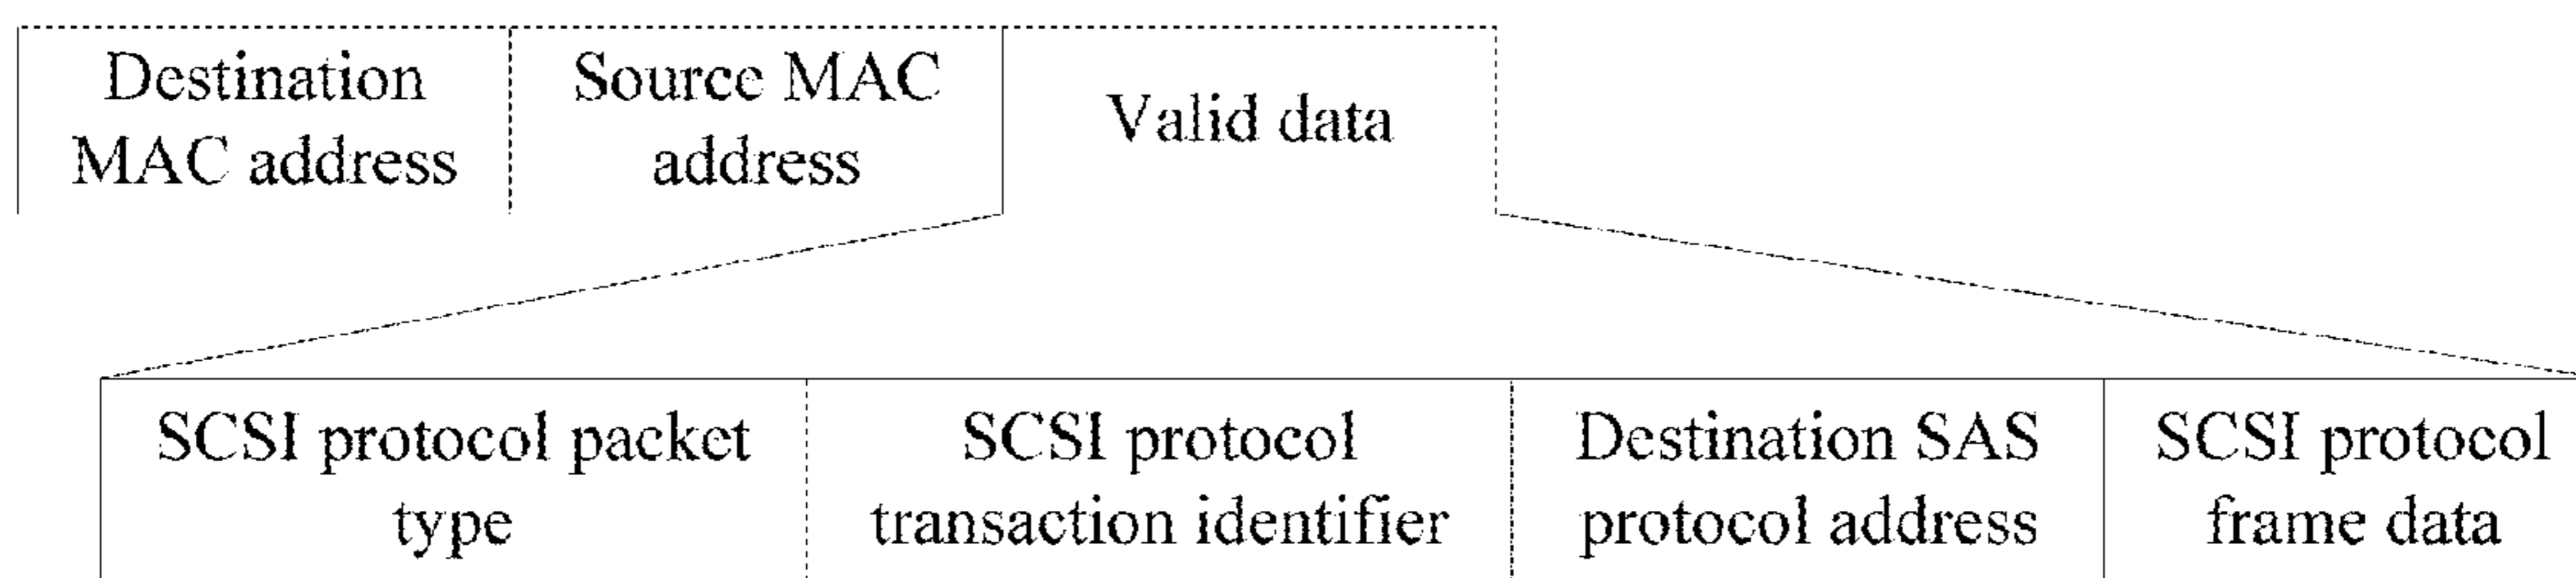 Destination
MAC address
Source MAC
address
Valid data
SCSI protocol packet
type
SCSI protocol
transaction identifier
Destination SAS
protocol address
SCSI protocol
frame data